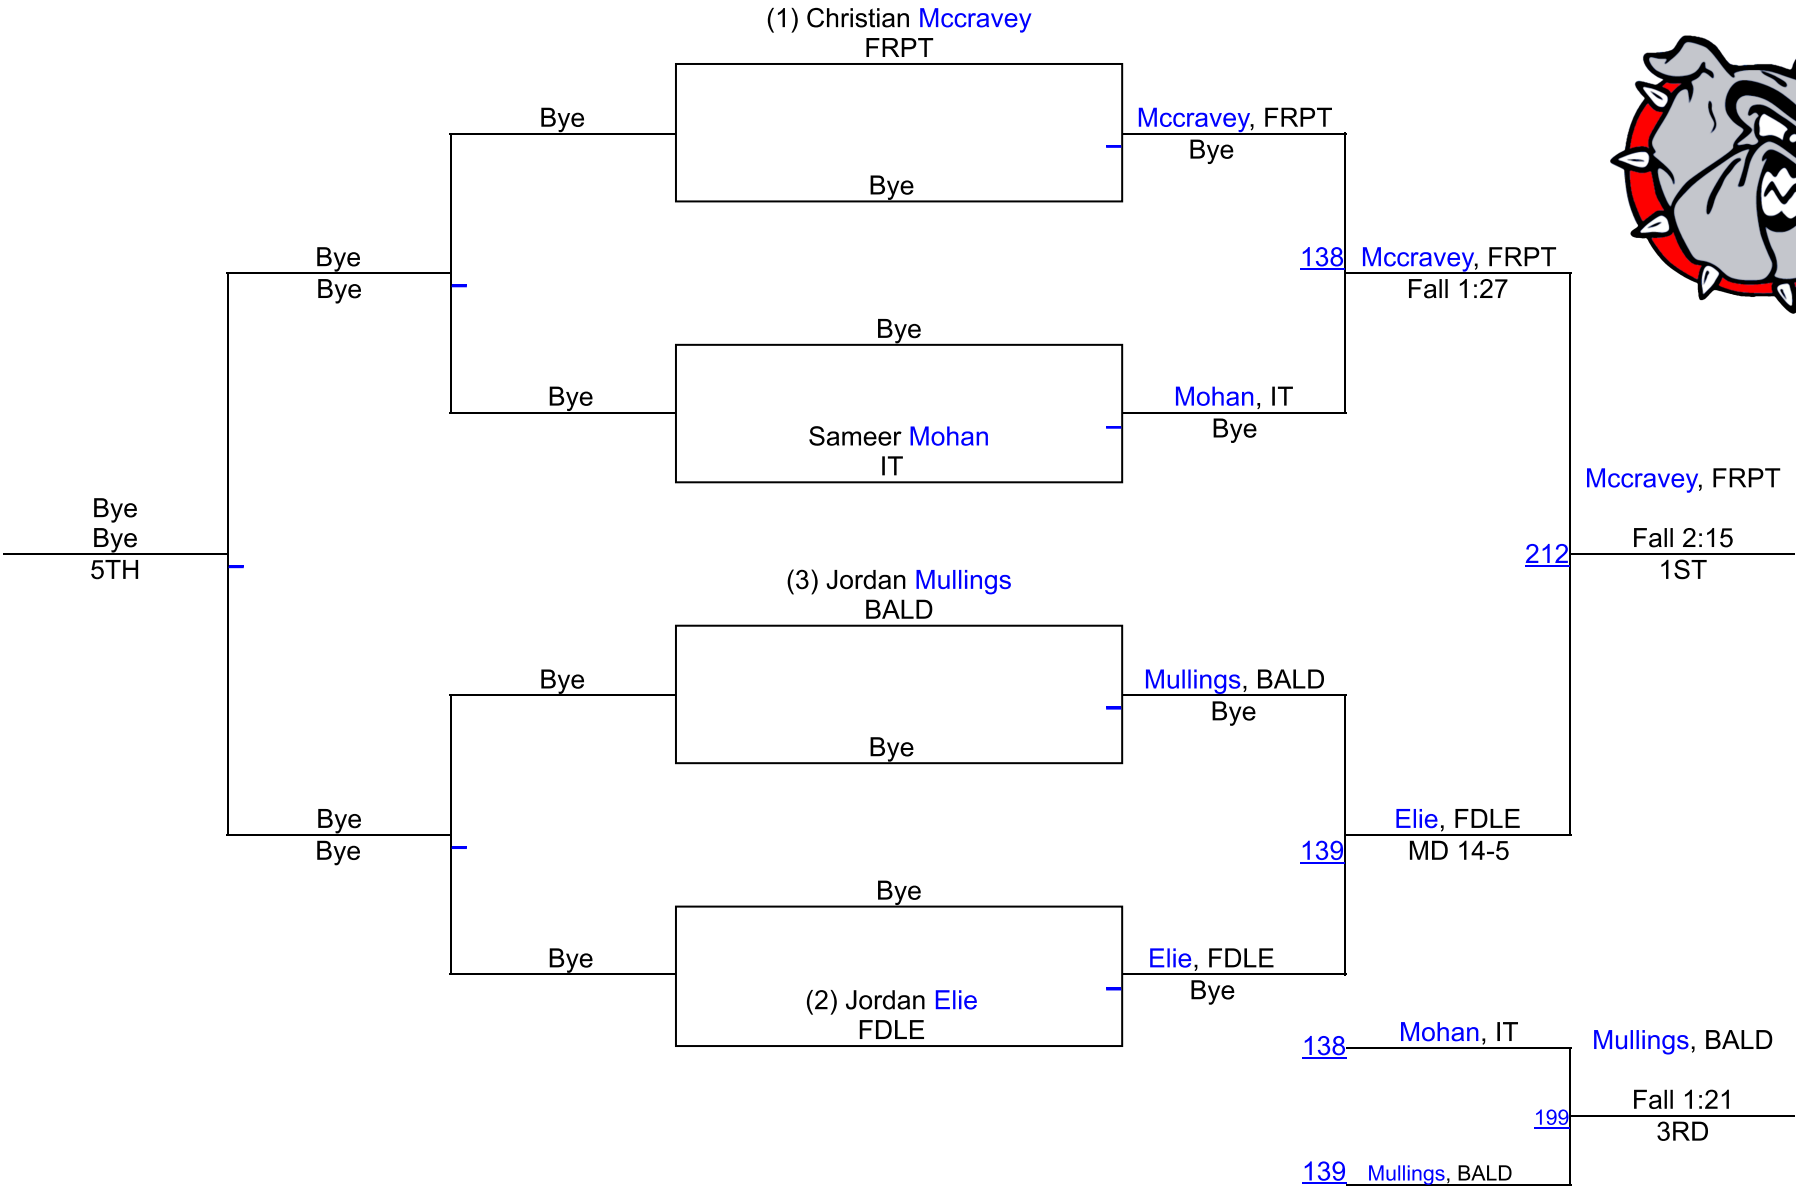 (1) Christian Mccravey
FRPT
Bye
Mccravey, FRPT
Bye
Bye
Bye
Bye
138
Mccravey, FRPT
Fall 1:27
Bye
Bye
Mohan, IT
Bye
Sameer Mohan
IT
Mccravey, FRPT
Bye
Bye
5TH
212
Fall 2:15
1ST
(3) Jordan Mullings
BALD
Bye
Mullings, BALD
Bye
Bye
Bye
Bye
139
Elie, FDLE
MD 14-5
Bye
Bye
Elie, FDLE
Bye
(2) Jordan Elie
FDLE
138
Mohan, IT
Mullings, BALD
199
Fall 1:21
3RD
139
Mullings, BALD